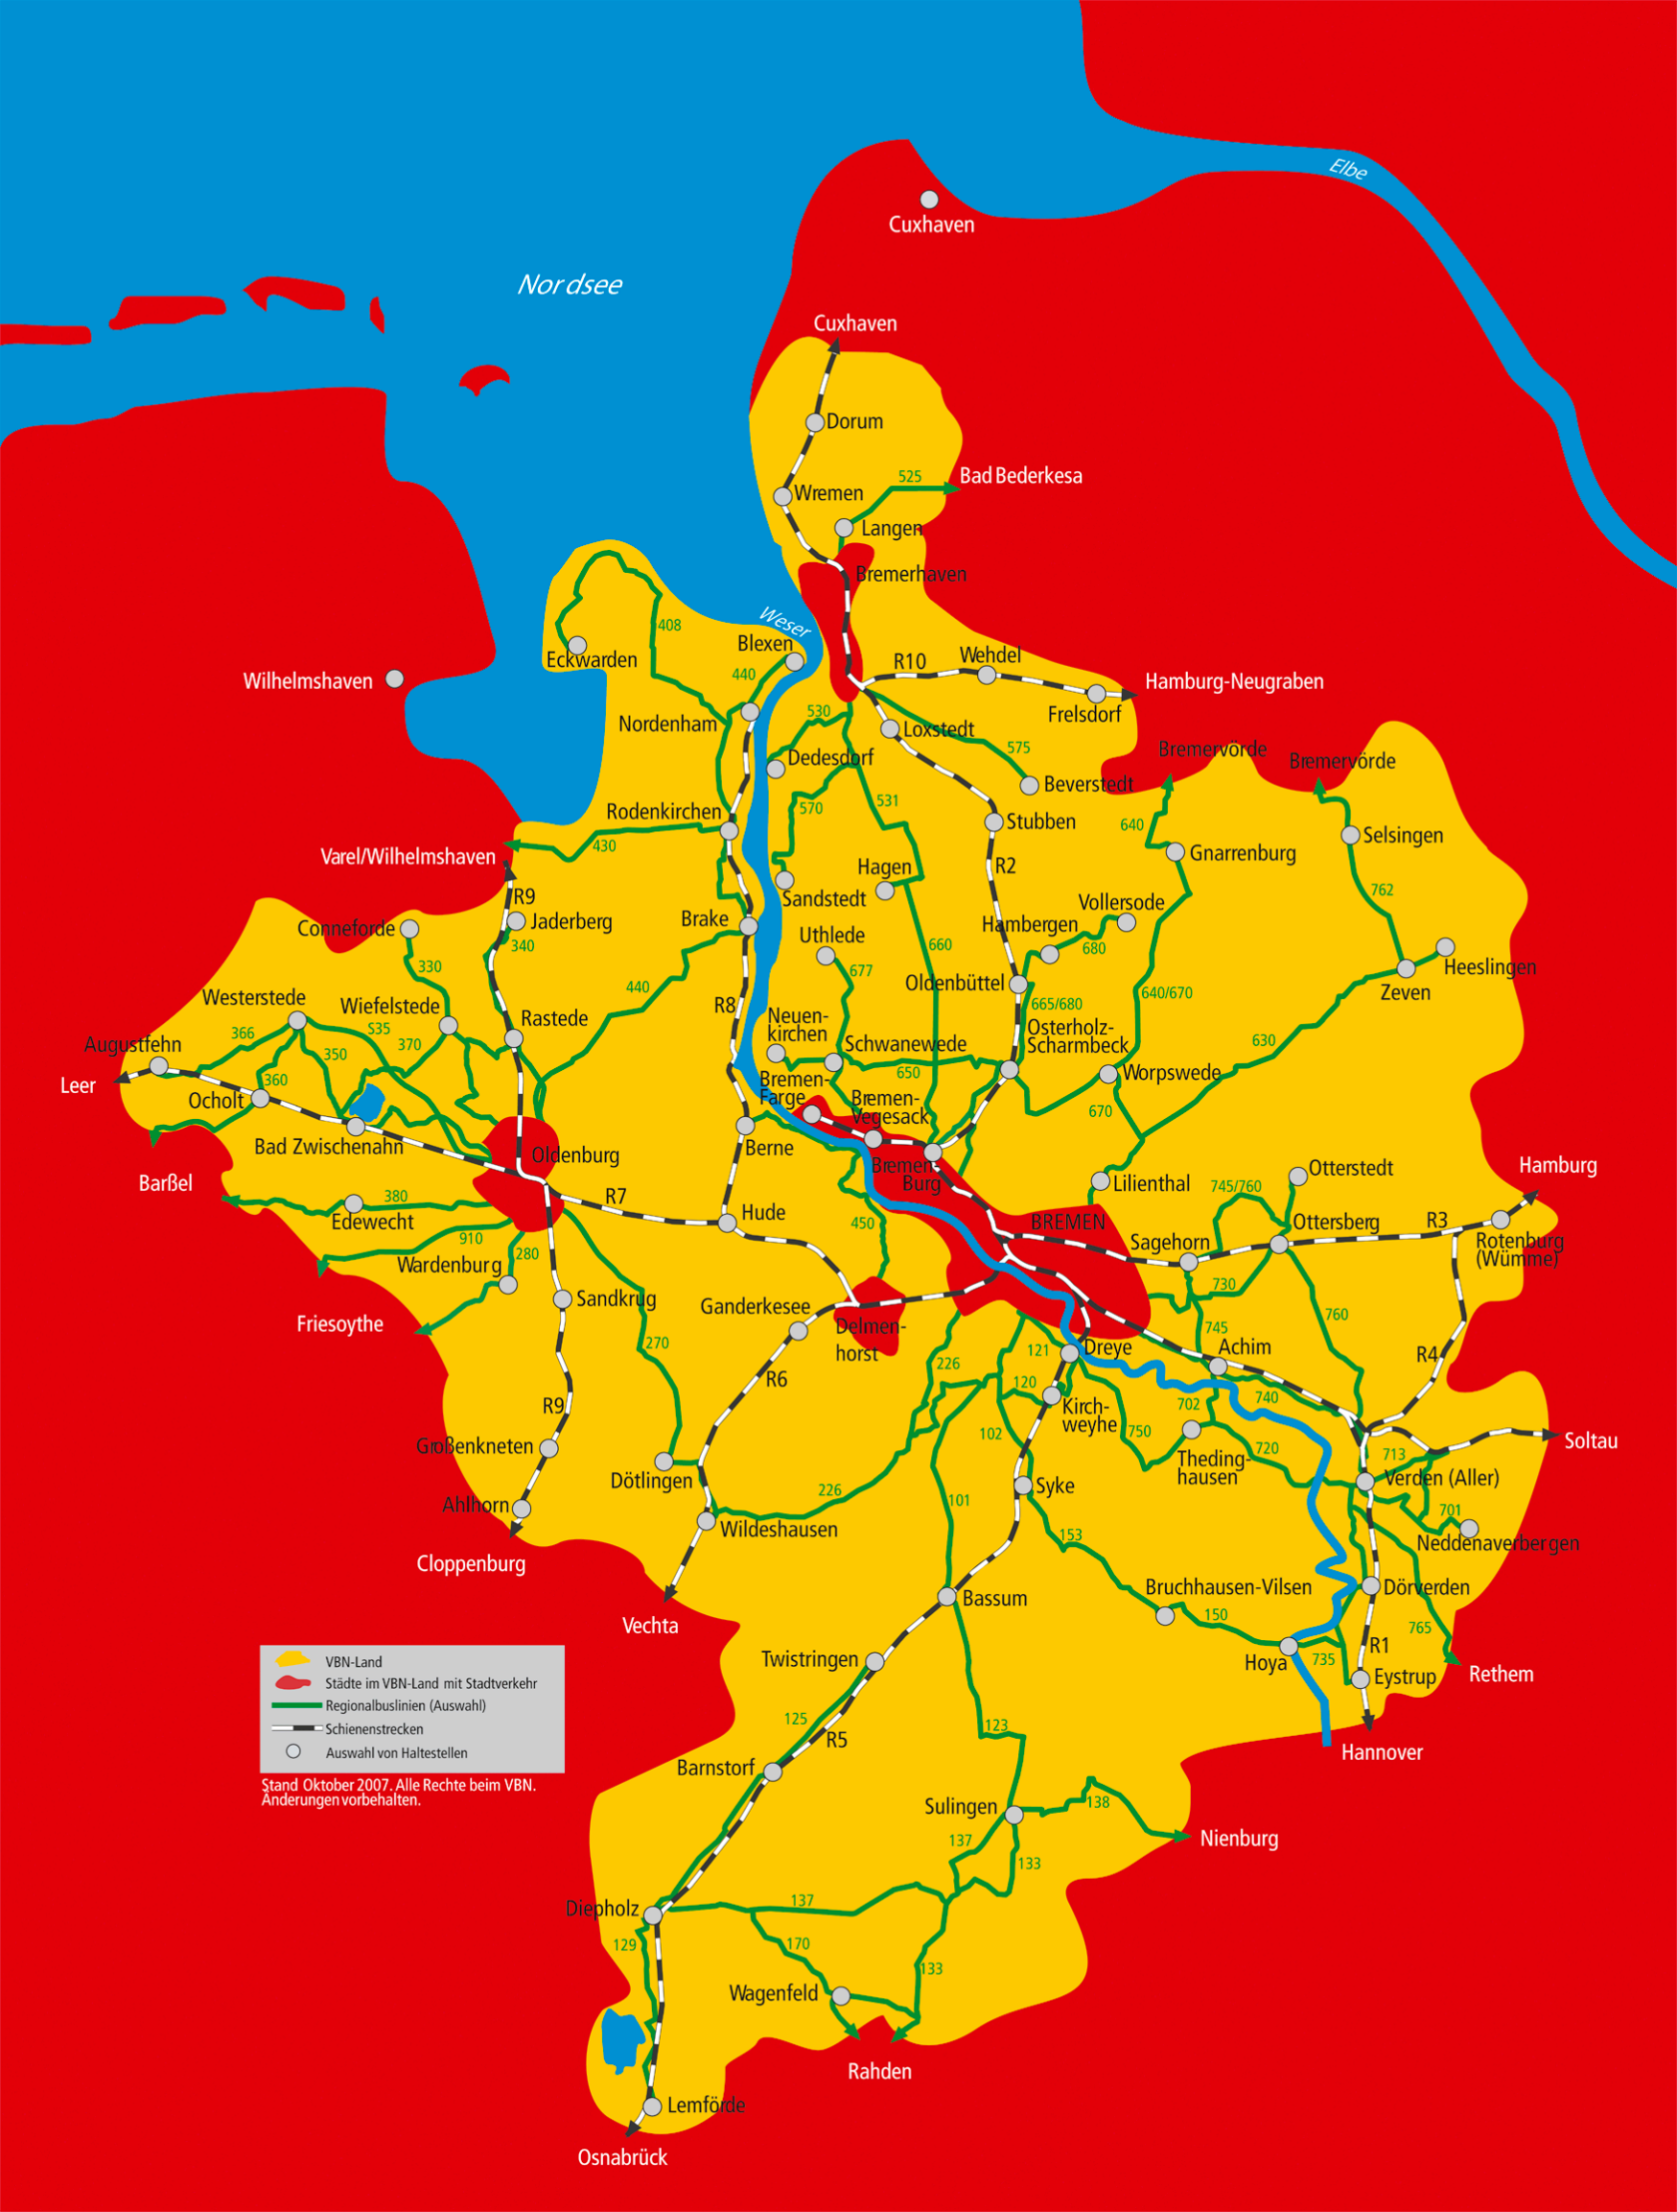 Elbe
Cuxhaven
Nordsee
Cuxhaven
Dorum
Bad Bederkesa
525
Wremen
Langen
Bremerhaven
Weser
408
Blexen
Eckwarden
R10
Wehdel
440
Wilhelmshaven
Hamburg-Neugraben
530
Frelsdorf
Nordenham
Loxstedt
575
Bremervörde
Dedesdorf
Bremervörde
Beverstedt
570
531
Rodenkirchen
Stubben
640
Selsingen
430
Varel/Wilhelmshaven
Gnarrenburg
Hagen
R2
762
R9
Sandstedt
Vollersode
Brake
Jaderberg
Hambergen
Conneforde
340
Uthlede
660
680
330
677
Heeslingen
Oldenbüttel
440
640/670
Zeven
Westerstede
Wiefelstede
R8
665/680
Rastede
Neuen-
kirchen
S35
366
Osterholz-
Scharmbeck
Augustfehn
350
370
Schwanewede
630
Leer
360
650
Worpswede
Bremen-
Farge
Ocholt
Bremen-
Vegesack
670
Bad Zwischenahn
Berne
Oldenburg
Bremen-
Burg
Hamburg
Otterstedt
Barßel
Lilienthal
745/760
380
R7
Hude
Edewecht
450
BREMEN
Ottersberg
R3
910
Sagehorn
Rotenburg
(Wümme)
280
Wardenburg
730
Sandkrug
Ganderkesee
Friesoythe
Delmen-
horst
760
745
270
121
Dreye
Achim
226
R4
R6
120
740
R9
Kirch-
weyhe
702
102
750
Großenkneten
Soltau
720
713
Dötlingen
Theding-
hausen
Verden (Aller)
Syke
226
101
Ahlhorn
701
Wildeshausen
153
Neddenaverbergen
Cloppenburg
Bruchhausen-Vilsen
Dörverden
Bassum
150
Vechta
765
R1
Twistringen
Hoya
735
Eystrup
Rethem
VBN-Land
Städte im VBN-Land mit Stadtverkehr
Regionalbuslinien (Auswahl)
Schienenstrecken
Auswahl von Haltestellen
Stand Oktober 2007. Alle Rechte beim VBN.
Änderungen vorbehalten.
125
123
R5
Hannover
Barnstorf
138
Sulingen
Nienburg
137
133
137
Diepholz
129
170
133
Wagenfeld
Rahden
Lemförde
Osnabrück